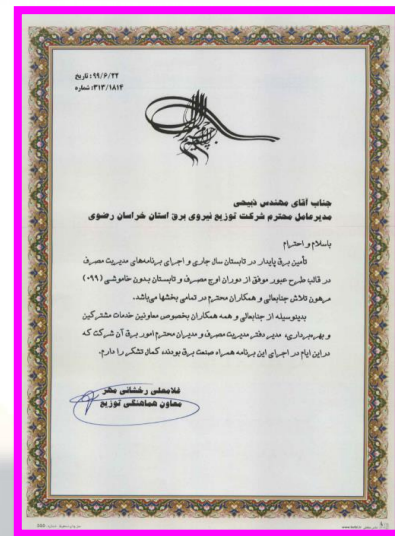 ۹۹/۶/۲۲ : تاریخ
۳۱۳/۱۸۱۴ : شماره
جناب آقای مهندس ذبیحی
مدیرعامل محترم شرکت توزیع نیروی برق استان خراسان رضوی
باسلام و احترام
تأمین برق پایدار در تابستان سال جاری و اجرای برنامه‌های مدیریت مصرف
در قالب طرح عبور موفق از دوران اوج مصرف و تابستان بدون خاموشی (۰۹۹)
مرهون تلاش جنابعالی و همکاران محترم در تمامی بخشها می‌باشد.
بدینوسیله از جنابعالی و همه همکاران بخصوص معاونین خدمات مشترکین
و بهره‌برداری، مدیر دفتر مدیریت مصرف و مدیران محترم امور برق آن شرکت که
در این ایام در اجرای این برنامه همراه صنعت برق بودند، کمال تشکر را دارم.
غلامعلی رخشانی مهر
معاون هماهنگی توزیع